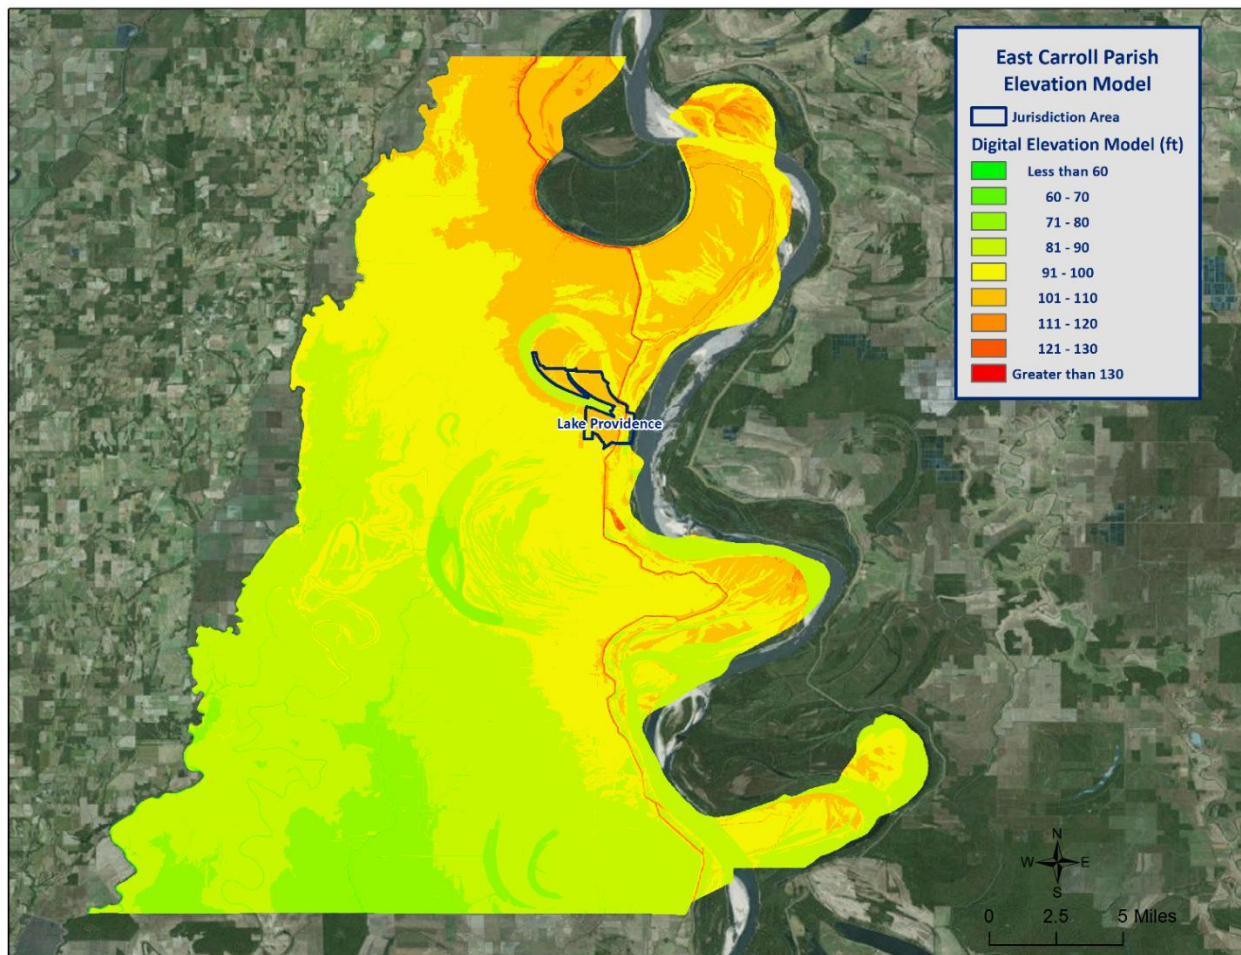 East Carroll Parish
Elevation Model
Jurisdiction Area
Digital Elevation Model (ft)
Less than 60
60 - 70
71 - 80
81 - 90
91 - 100
101 - 110
111 - 120
121 - 130
Greater than 130
Lake Providence
N
W E
S
0 2.5 5 Miles